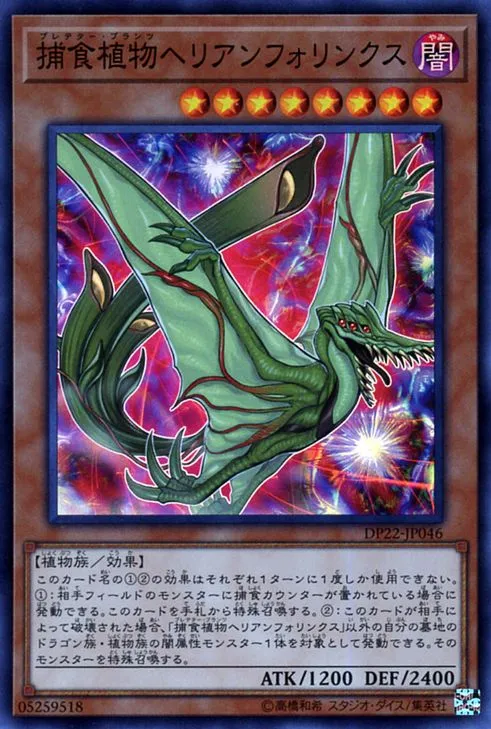 プレデター・プランツ
捕食植物ヘリアンフォリンクス
やみ
闇
DP22-JP046
【植物族/効果】
このカード名の①②の効果はそれぞれ1ターンに1度しか使用できない。
①:相手フィールドのモンスターに捕食カウンターが置かれている場合に
発動できる。このカードを手札から特殊召喚する。②:このカードが相手に
よって破壊された場合、「捕食植物ヘリアンフォリンクス」以外の自分の墓地の
ドラゴン族・植物族の闇属性モンスター1体を対象として発動できる。その
モンスターを特殊召喚する。
ATK/1200 DEF/2400
05259518
©高橋和希 スタジオ・ダイス/集英社